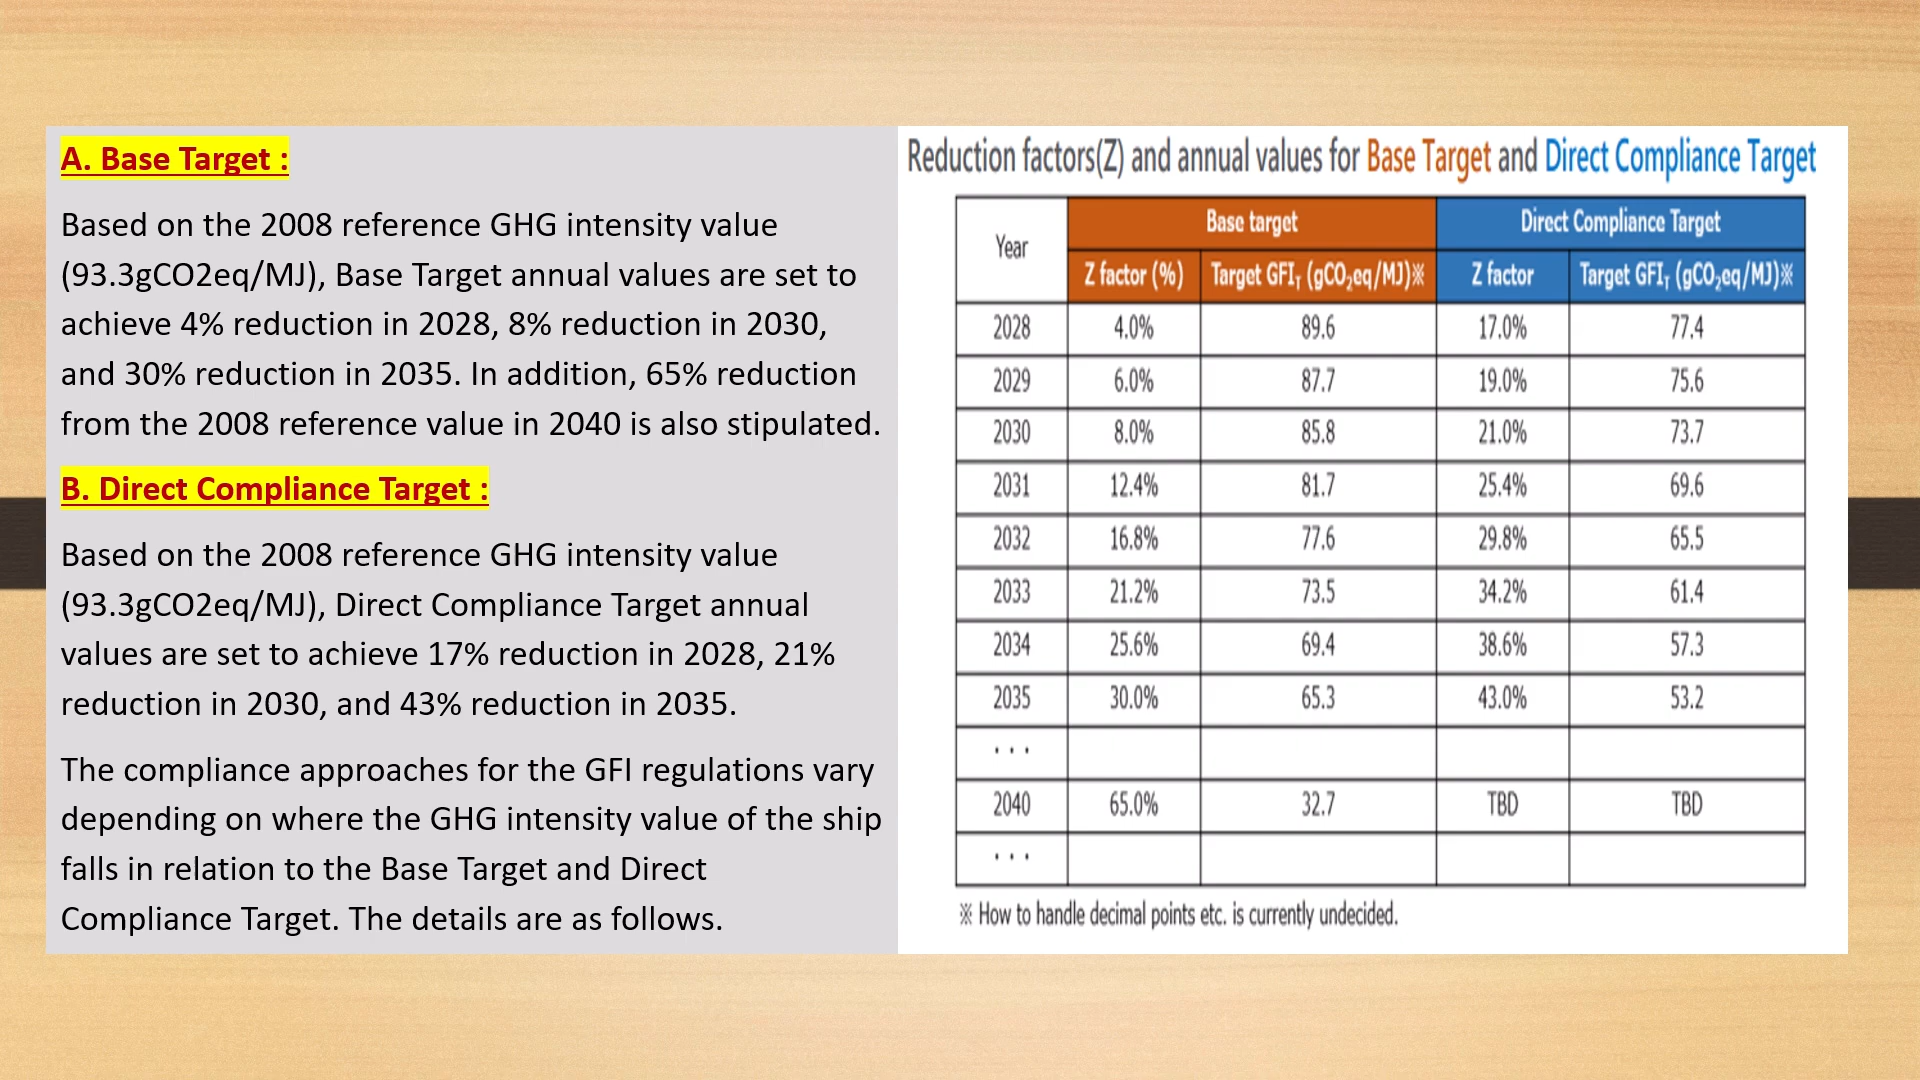 A. Base Target :
Based on the 2008 reference GHG intensity value
(93.3gCO2eq/MJ), Base Target annual values are set to
achieve 4% reduction in 2028, 8% reduction in 2030,
and 30% reduction in 2035. In addition, 65% reduction
from the 2008 reference value in 2040 is also stipulated.
B. Direct Compliance Target :
Based on the 2008 reference GHG intensity value
(93.3gCO2eq/MJ), Direct Compliance Target annual
values are set to achieve 17% reduction in 2028, 21%
reduction in 2030, and 43% reduction in 2035.
The compliance approaches for the GFI regulations vary
depending on where the GHG intensity value of the ship
falls in relation to the Base Target and Direct
Compliance Target. The details are as follows.
Reduction factors(Z) and annual values for Base Target and Direct Compliance Target
Year Base target Direct Compliance Target
Z factor (%) Target GFIT (gCO₂eq/MJ)※ Z factor Target GFIT (gCO₂eq/MJ)※
2028 4.0% 89.6 17.0% 77.4
2029 6.0% 87.7 19.0% 75.6
2030 8.0% 85.8 21.0% 73.7
2031 12.4% 81.7 25.4% 69.6
2032 16.8% 77.6 29.8% 65.5
2033 21.2% 73.5 34.2% 61.4
2034 25.6% 69.4 38.6% 57.3
2035 30.0% 65.3 43.0% 53.2
· · ·
2040 65.0% 32.7 TBD TBD
· · ·
※ How to handle decimal points etc. is currently undecided.